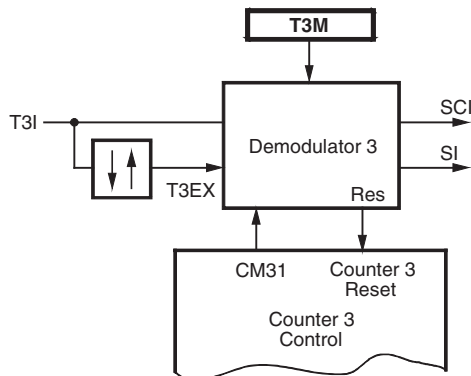 T3M
T3I
Demodulator 3
SCI
SI
T3EX
Res
CM31
Counter 3
Reset
Counter 3
Control